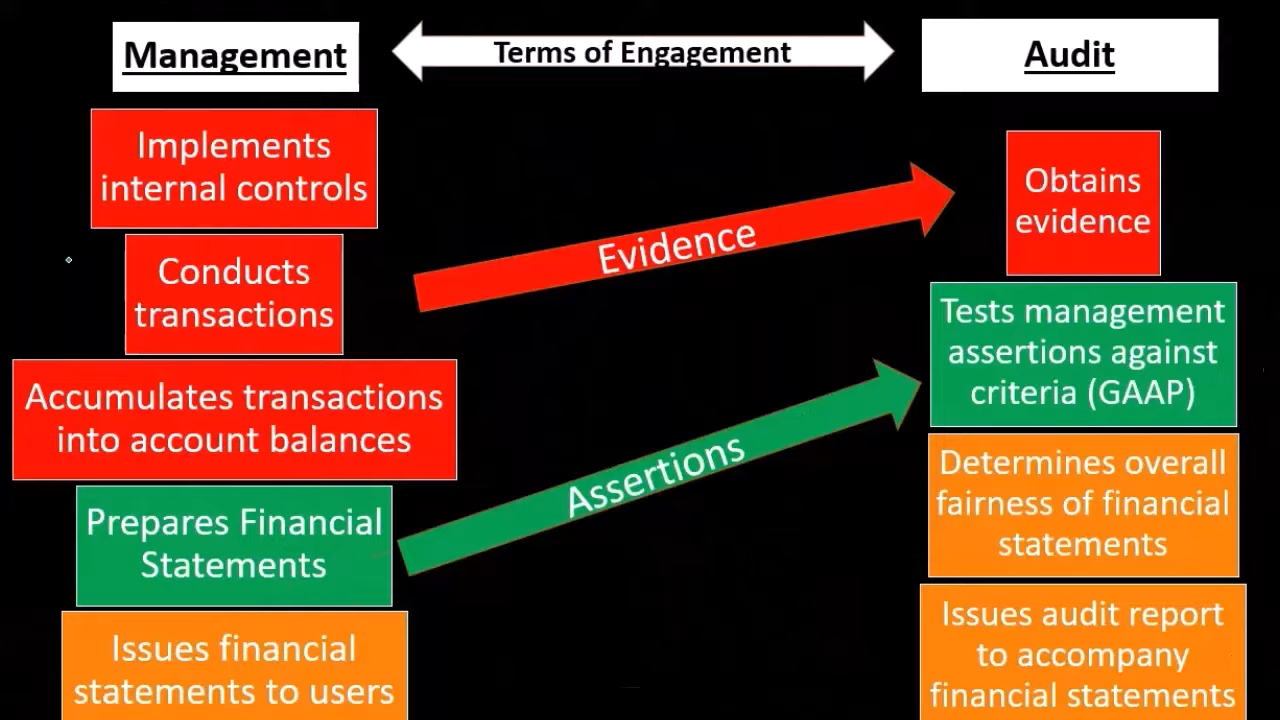 Management
Terms of Engagement
Audit
Implements
internal controls
Conducts
transactions
Accumulates transactions
into account balances
Prepares Financial
Statements
Issues financial
statements to users
Evidence
Assertions
Obtains
evidence
Tests management
assertions against
criteria (GAAP)
Determines overall
fairness of financial
statements
Issues audit report
to accompany
financial statements